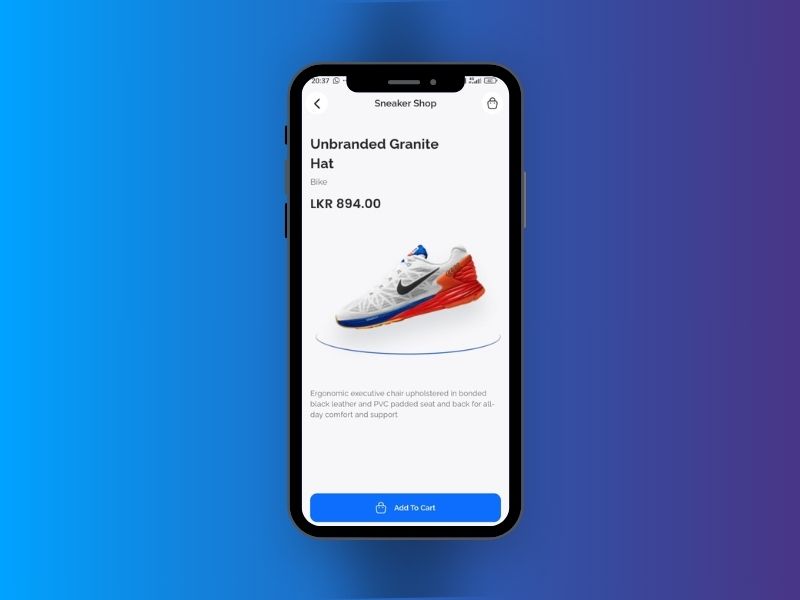 20:37
Sneaker Shop
Unbranded Granite
Hat
Bike
LKR 894.00
Ergonomic executive chair upholstered in bonded
black leather and PVC padded seat and back for all-
day comfort and support
Add To Cart